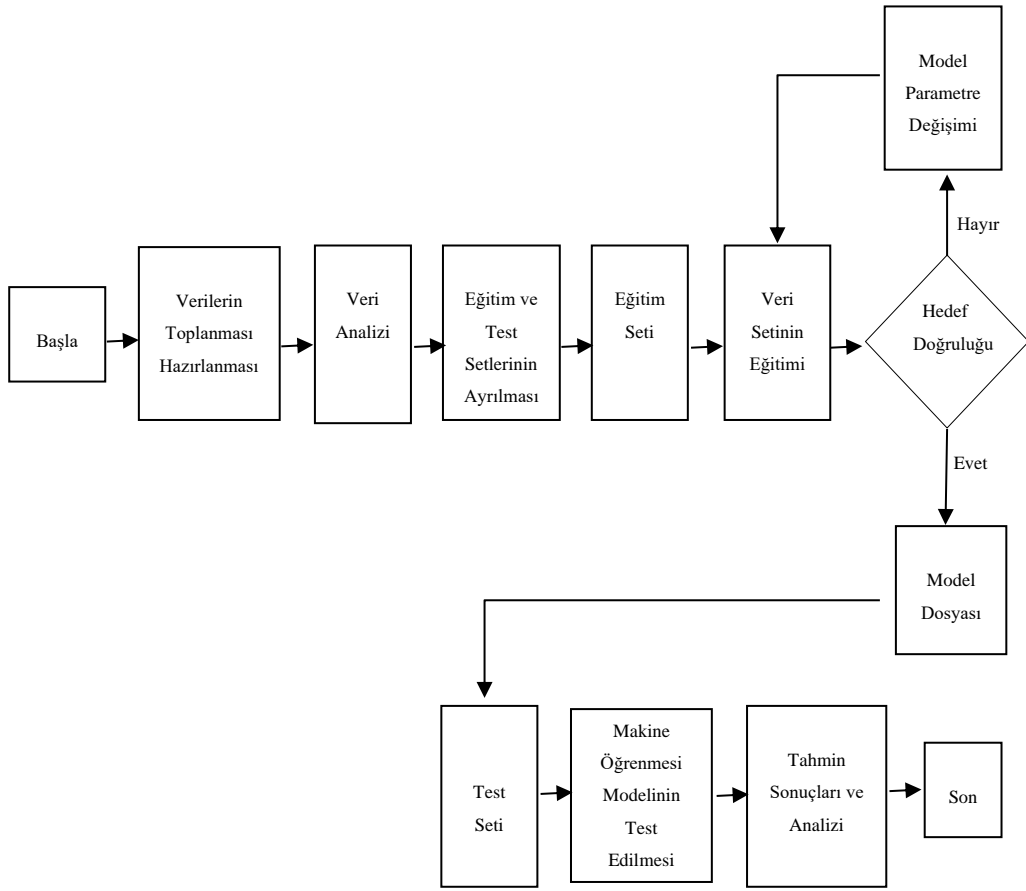 Model
Parametre
Değişimi
Hayır
Başla
Verilerin
Toplanması
Hazırlanması
Veri
Analizi
Eğitim ve
Test
Setlerinin
Ayrılması
Eğitim
Seti
Veri
Setinin
Eğitimi
Hedef
Doğruluğu
Evet
Model
Dosyası
Test
Seti
Makine
Öğrenmesi
Modelinin
Test
Edilmesi
Tahmin
Sonuçları ve
Analizi
Son